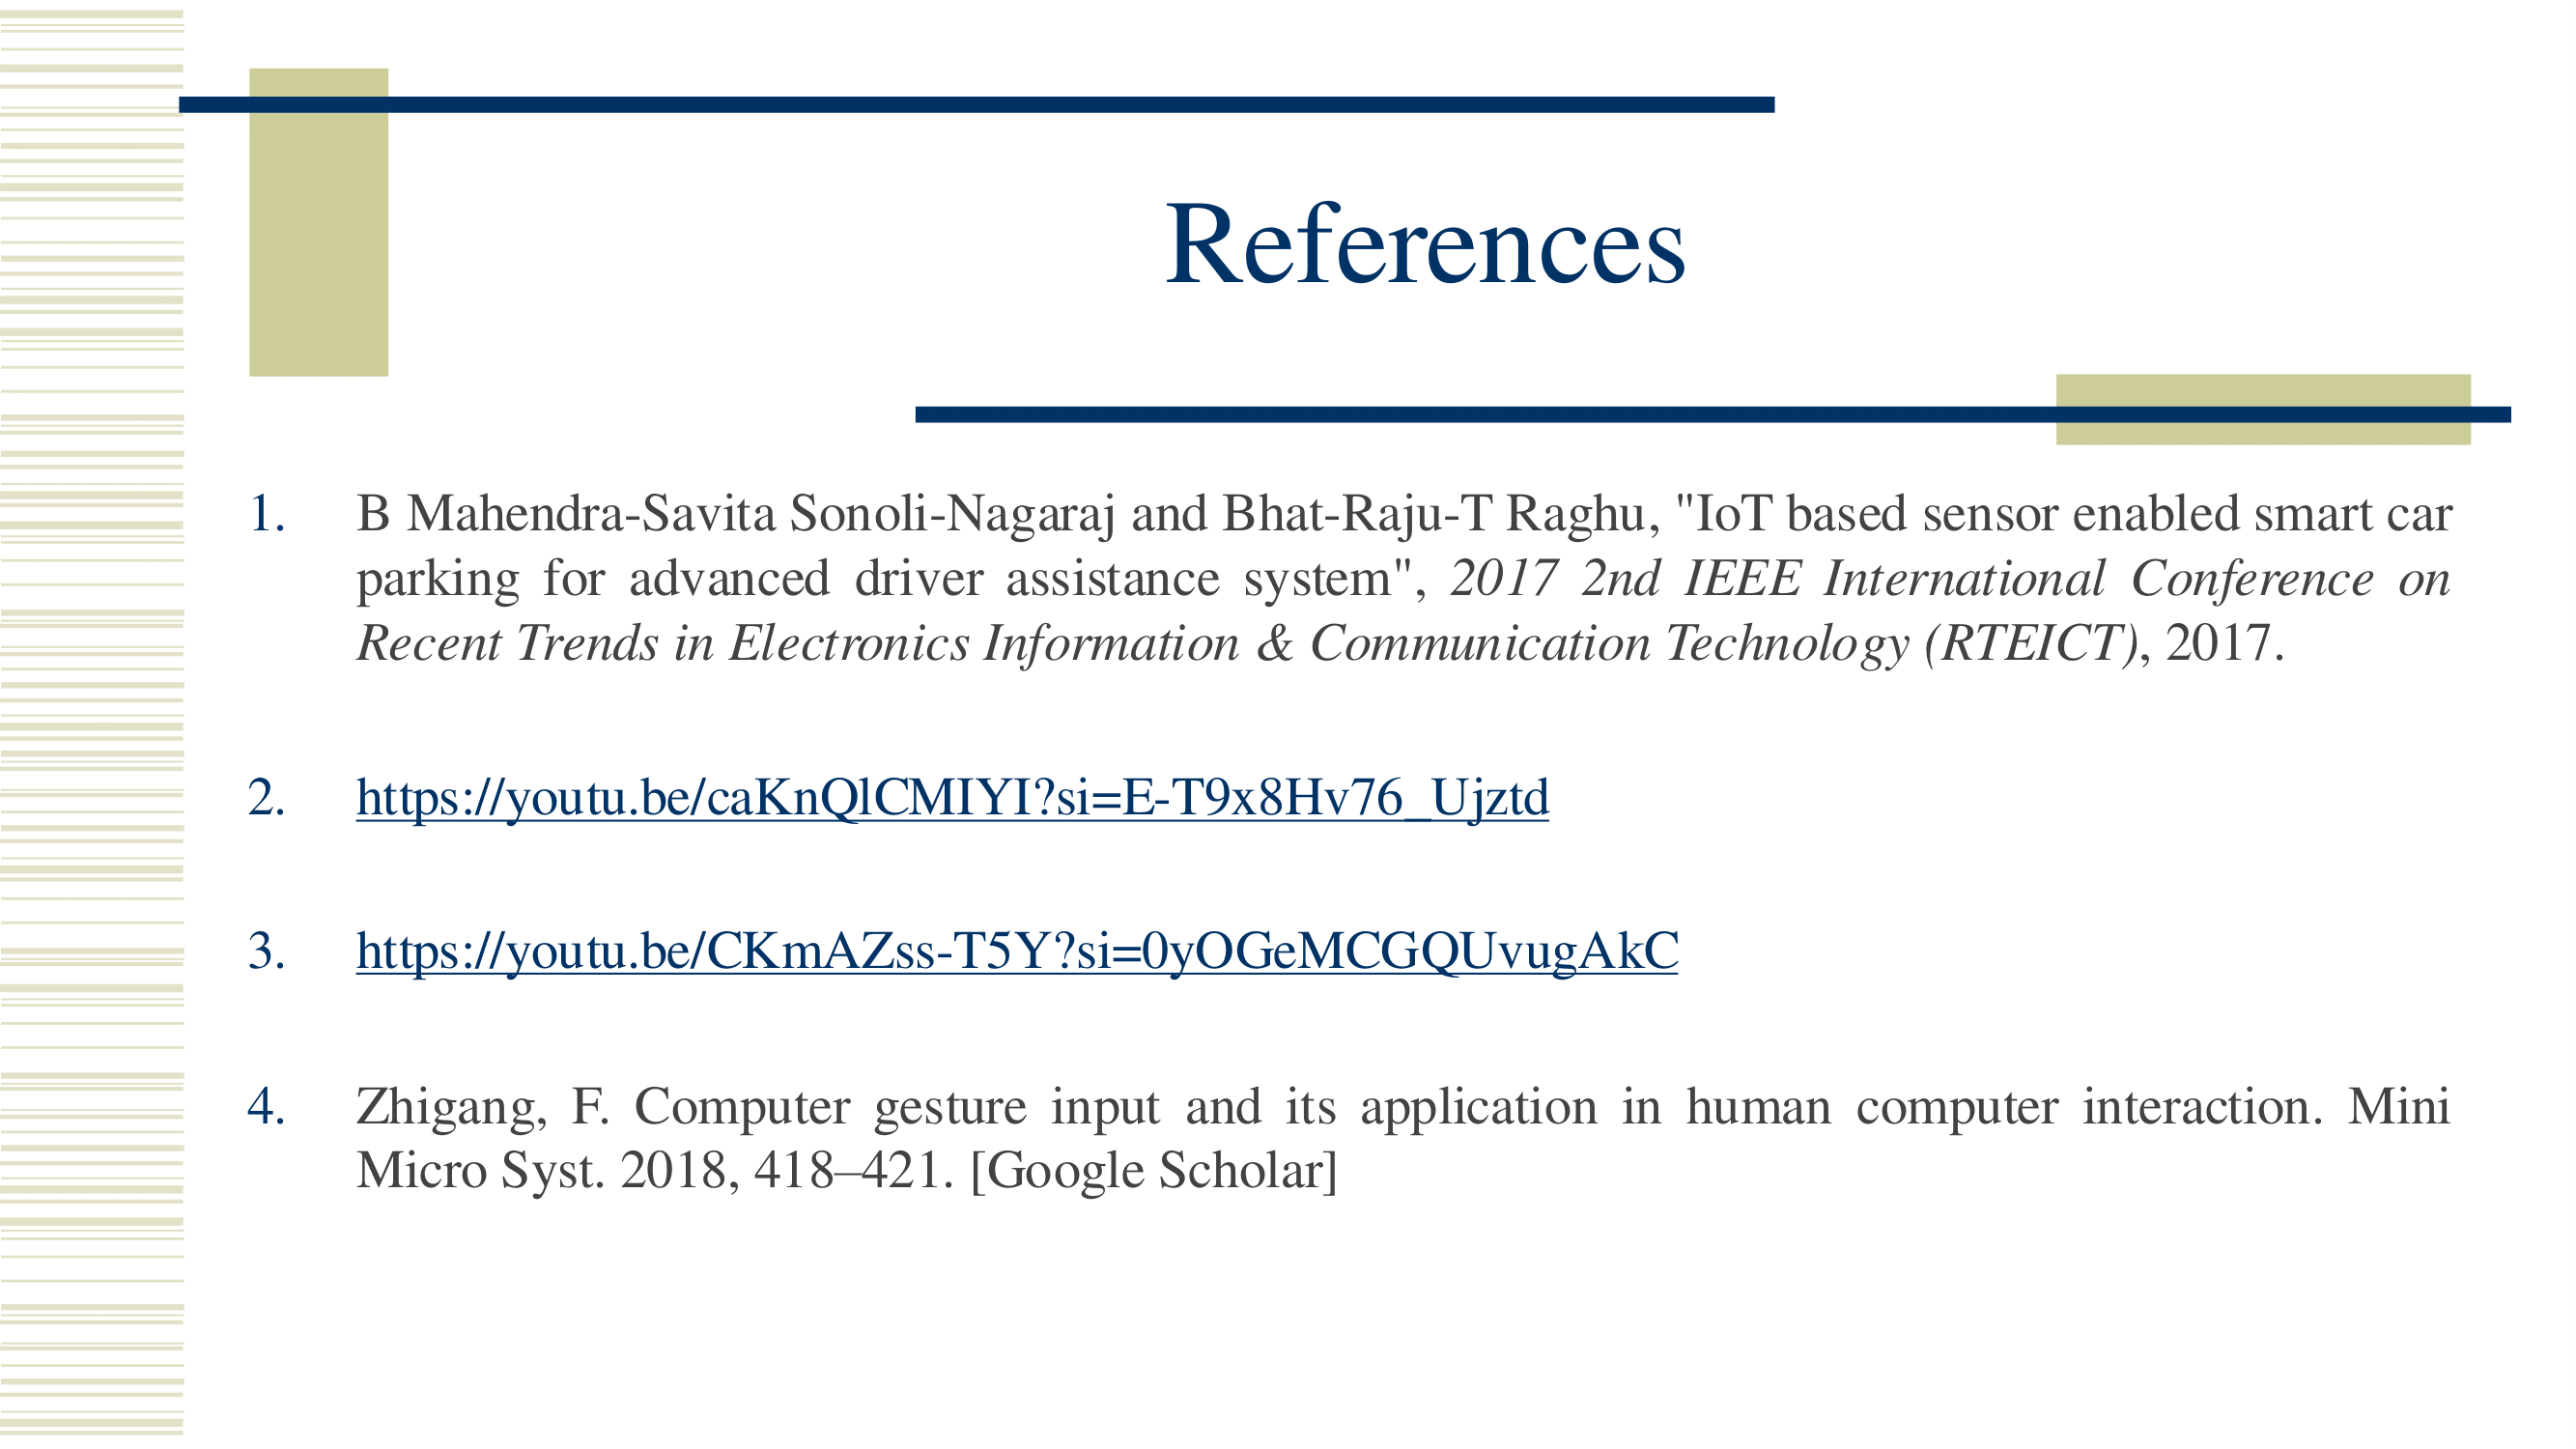 References
1. B Mahendra-Savita Sonoli-Nagaraj and Bhat-Raju-T Raghu, "IoT based sensor enabled smart car
parking for advanced driver assistance system", 2017 2nd IEEE International Conference on
Recent Trends in Electronics Information & Communication Technology (RTEICT), 2017.
2. https://youtu.be/caKnQlCMIYI?si=E-T9x8Hv76_Ujztd
3. https://youtu.be/CKmAZss-T5Y?si=0yOGeMCGQUvugAkC
4. Zhigang, F. Computer gesture input and its application in human computer interaction. Mini
Micro Syst. 2018, 418–421. [Google Scholar]